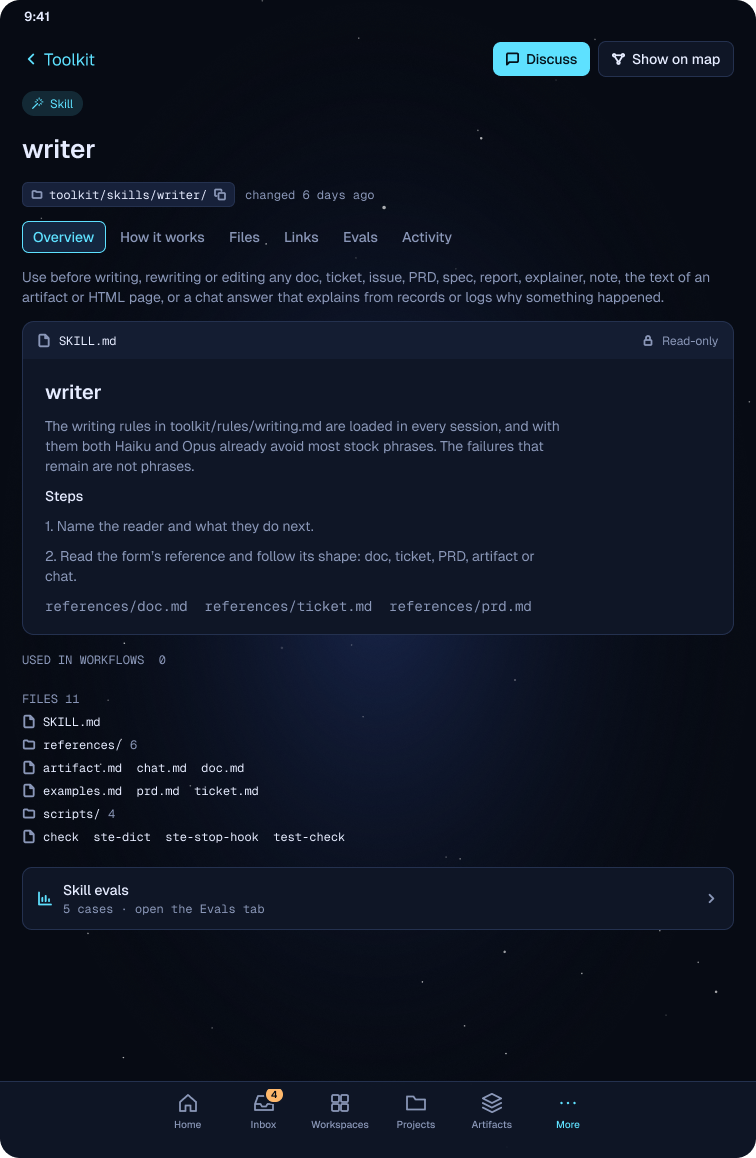 9:41
Toolkit
Discuss
Show on map
Skill
writer
toolkit/skills/writer/
changed 6 days ago
Overview
How it works
Files
Links
Evals
Activity
Use before writing, rewriting or editing any doc, ticket, issue, PRD, spec, report, explainer, note, the text of an
artifact or HTML page, or a chat answer that explains from records or logs why something happened.
SKILL.md
Read-only
writer
The writing rules in toolkit/rules/writing.md are loaded in every session, and with
them both Haiku and Opus already avoid most stock phrases. The failures that
remain are not phrases.
Steps
1. Name the reader and what they do next.
2. Read the form’s reference and follow its shape: doc, ticket, PRD, artifact or
chat.
references/doc.md references/ticket.md references/prd.md
USED IN WORKFLOWS 0
FILES 11
SKILL.md
references/ 6
artifact.md chat.md doc.md
examples.md prd.md ticket.md
scripts/ 4
check ste-dict ste-stop-hook test-check
Skill evals
5 cases · open the Evals tab
4
Home
Inbox
Workspaces
Projects
Artifacts
More